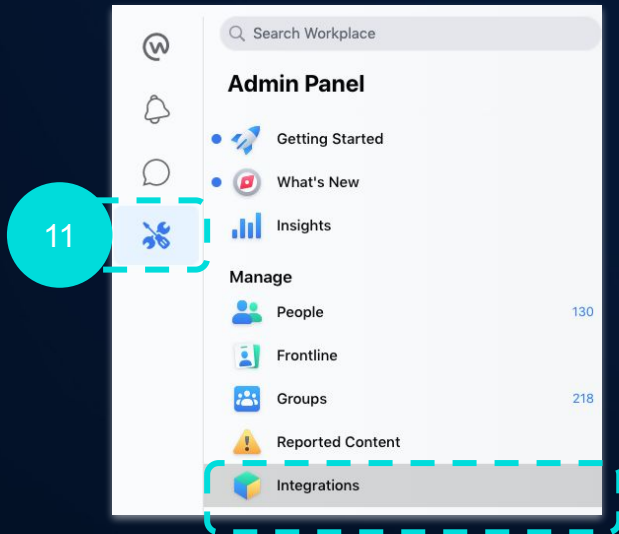 Search Workplace
Admin Panel
Getting Started
What's New
11
Insights
Manage
People 130
Frontline
Groups 218
Reported Content
Integrations